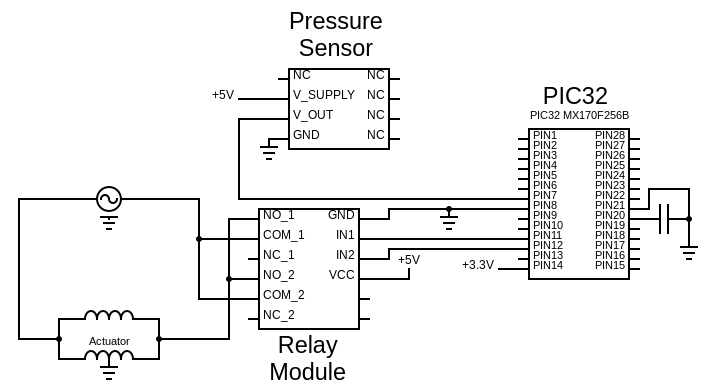 Pressure
Sensor
NC
V_SUPPLY
V_OUT
GND
NC
NC
NC
NC
+5V
PIC32
PIC32 MX170F256B
PIN1
PIN2
PIN3
PIN4
PIN5
PIN6
PIN7
PIN8
PIN9
PIN10
PIN11
PIN12
PIN13
PIN14
PIN28
PIN27
PIN26
PIN25
PIN24
PIN23
PIN22
PIN21
PIN20
PIN19
PIN18
PIN17
PIN16
PIN15
NO_1
COM_1
NC_1
NO_2
COM_2
NC_2
GND
IN1
IN2
VCC
+5V
+3.3V
Actuator
Relay
Module